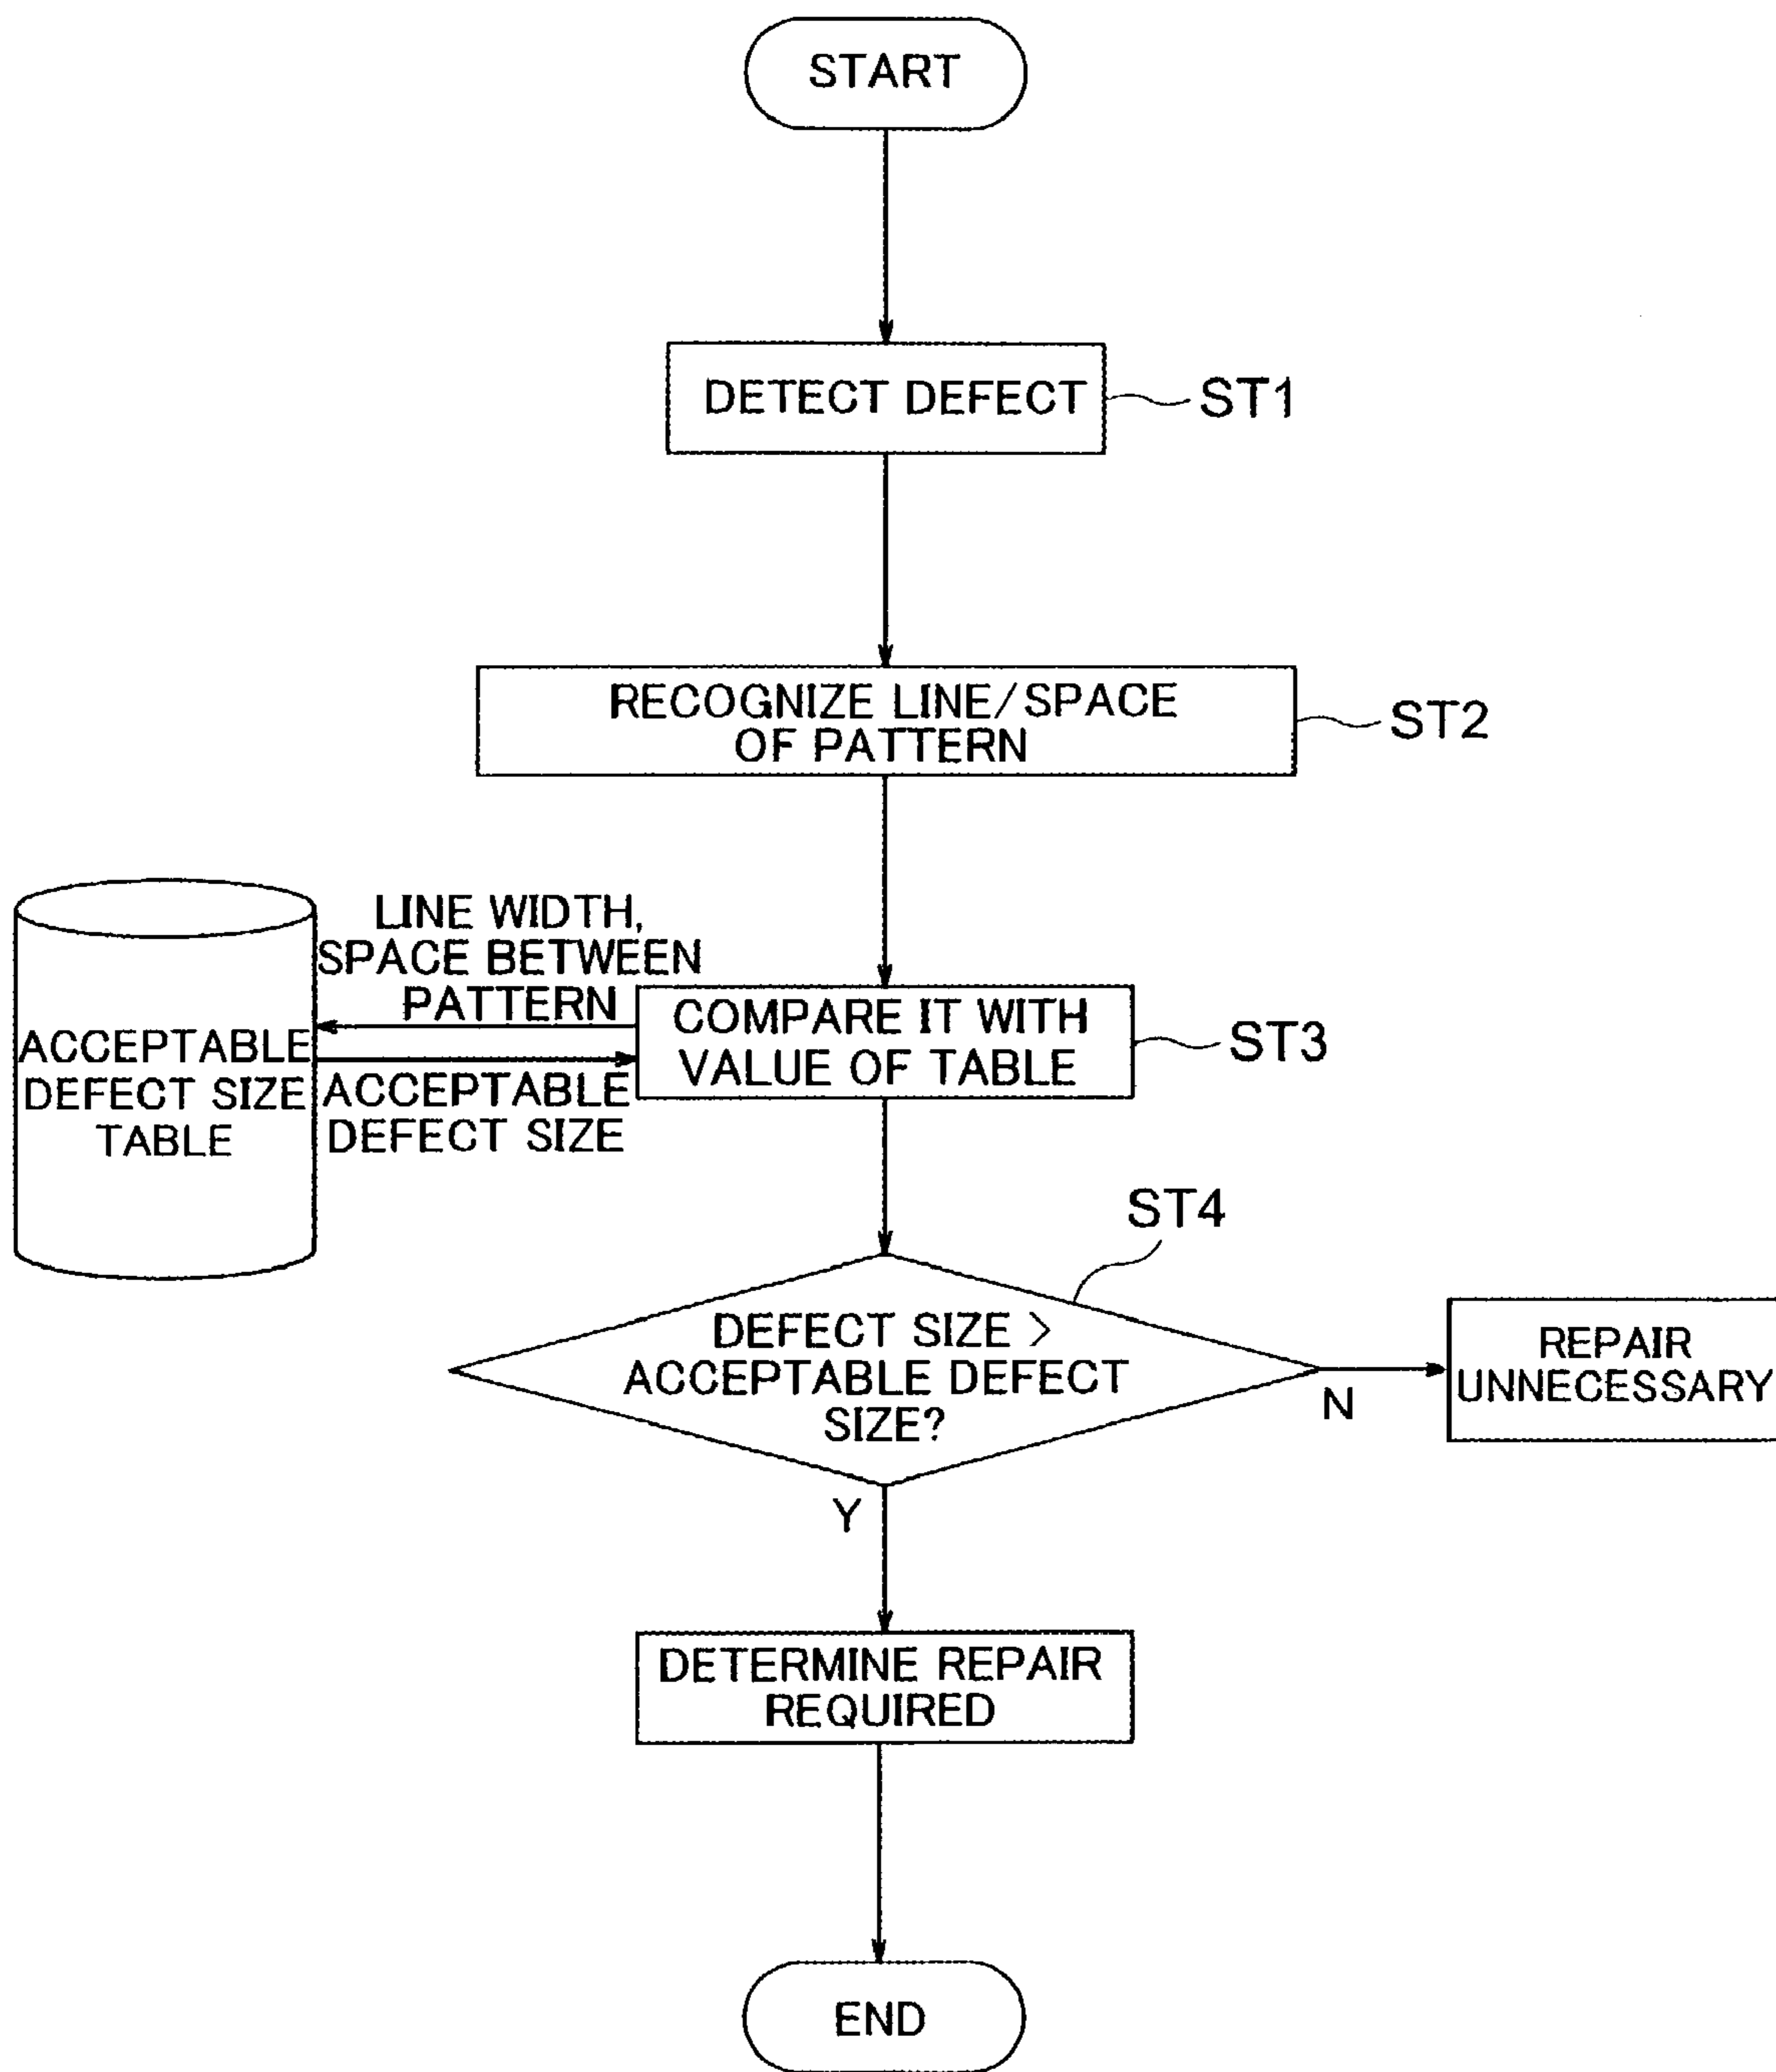 START
DETECT DEFECT
ST1
RECOGNIZE LINE/SPACE
OF PATTERN
ST2
LINE WIDTH,
SPACE BETWEEN
PATTERN
ACCEPTABLE
DEFECT SIZE
TABLE
ACCEPTABLE
DEFECT SIZE
COMPARE IT WITH
VALUE OF TABLE
ST3
ST4
DEFECT SIZE >
ACCEPTABLE DEFECT
SIZE?
N
REPAIR
UNNECESSARY
Y
DETERMINE REPAIR
REQUIRED
END